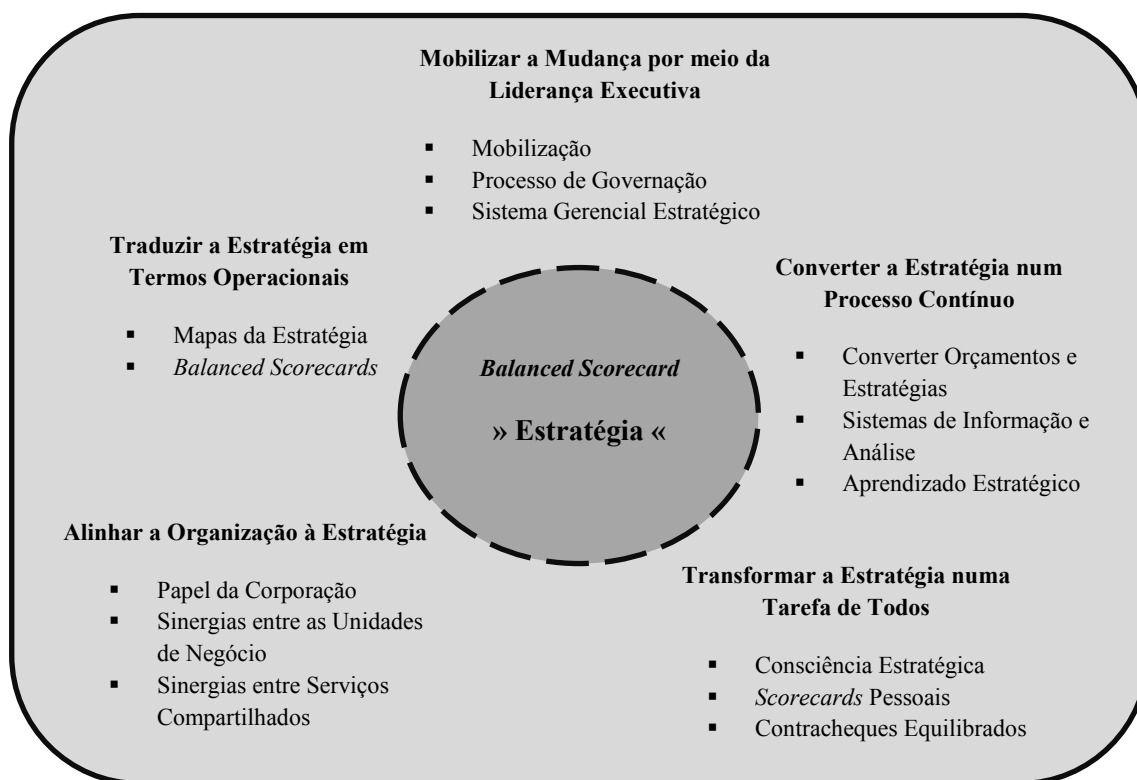 Mobilizar a Mudança por meio da
Liderança Executiva
▪ Mobilização
▪ Processo de Governação
▪ Sistema Gerencial Estratégico
Traduzir a Estratégia em
Termos Operacionais
▪ Mapas da Estratégia
▪ Balanced Scorecards
Balanced Scorecard
» Estratégia «
Converter a Estratégia num
Processo Contínuo
▪ Converter Orçamentos e
Estratégias
▪ Sistemas de Informação e
Análise
▪ Aprendizado Estratégico
Alinhar a Organização à Estratégia
▪ Papel da Corporação
▪ Sinergias entre as Unidades
de Negócio
▪ Sinergias entre Serviços
Compartilhados
Transformar a Estratégia numa
Tarefa de Todos
▪ Consciência Estratégica
▪ Scorecards Pessoais
▪ Contracheques Equilibrados